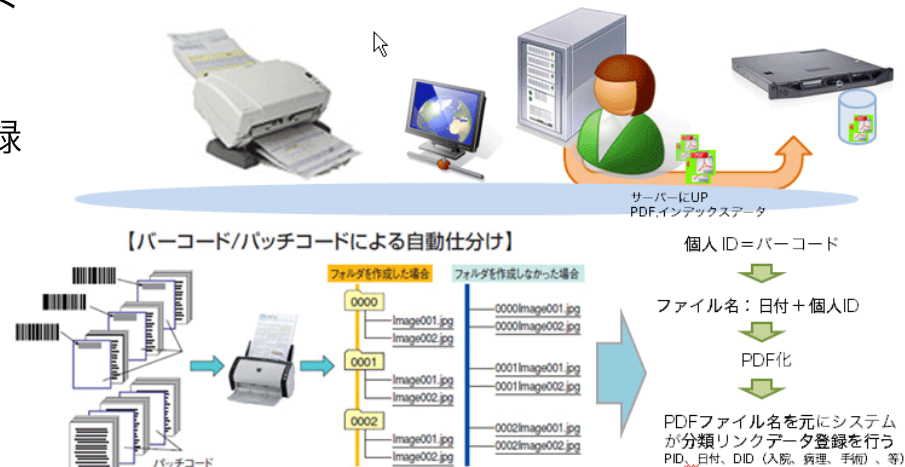 録
サーバーにUP
PDF,インデックスデータ
【バーコード/パッチコードによる自動仕分け】
フォルダを作成した場合
フォルダを作成しなかった場合
0000
Image001.jpg
Image002.jpg
0001
Image001.jpg
Image002.jpg
0002
Image001.jpg
Image002.jpg
0000Image001.jpg
0000Image002.jpg
0001Image001.jpg
0001Image002.jpg
0002Image001.jpg
0002Image002.jpg
パッチコード
個人ID=バーコード
ファイル名：日付＋個人ID
PDF化
PDFファイル名を元にシステム
が分類リンクデータ登録を行う
PID、日付、DID（入院、病理、手術）、等）